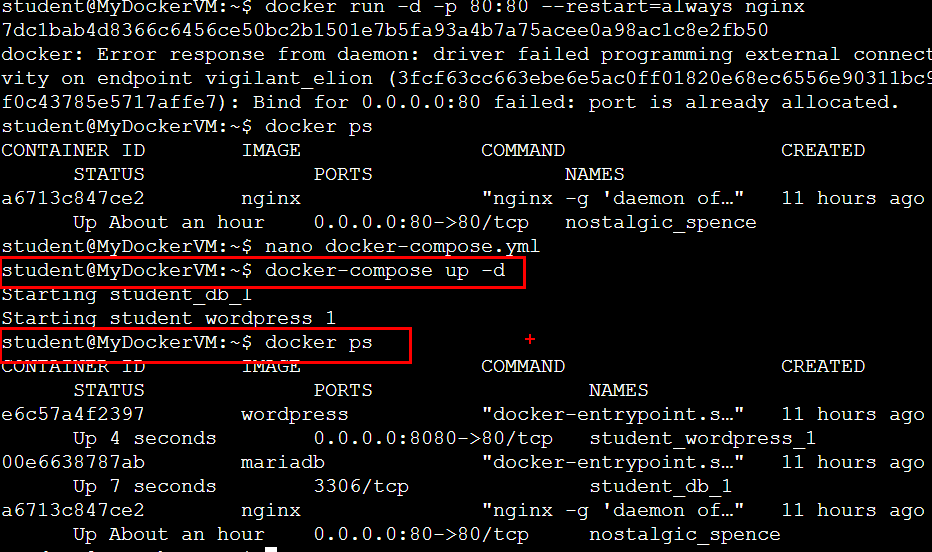 student@MyDockerVM:~$ docker run -d -p 80:80 --restart=always nginx
7dc1bab4d8366c6456ce50bc2b1501e7b5fa93a4b7a75acee0a98ac1c8e2fb50
docker: Error response from daemon: driver failed programming external connect
vity on endpoint vigilant_elion (3fcf63cc663ebe6e5ac0ff01820e68ec6556e90311bc9
f0c43785e5717affe7): Bind for 0.0.0.0:80 failed: port is already allocated.
student@MyDockerVM:~$ docker ps
CONTAINER ID        IMAGE               COMMAND                  CREATED
      STATUS              PORTS                NAMES
a6713c847ce2        nginx               "nginx -g 'daemon of…"   11 hours ago
      Up About an hour    0.0.0.0:80->80/tcp   nostalgic_spence
student@MyDockerVM:~$ nano docker-compose.yml
student@MyDockerVM:~$ docker-compose up -d
Starting student_db_1
Starting student_wordpress_1
student@MyDockerVM:~$ docker ps
CONTAINER ID        IMAGE               COMMAND                  CREATED
      STATUS              PORTS                  NAMES
e6c57a4f2397        wordpress           "docker-entrypoint.s…"   11 hours ago
      Up 4 seconds        0.0.0.0:8080->80/tcp   student_wordpress_1
00e6638787ab        mariadb             "docker-entrypoint.s…"   11 hours ago
      Up 7 seconds        3306/tcp               student_db_1
a6713c847ce2        nginx               "nginx -g 'daemon of…"   11 hours ago
      Up About an hour    0.0.0.0:80->80/tcp     nostalgic_spence